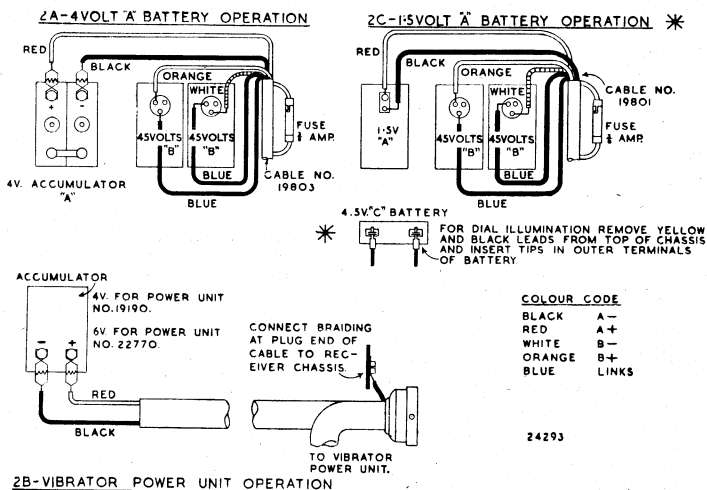 2A-4VOLT "A" BATTERY OPERATION
RED
BLACK
ORANGE
WHITE
+ -
45VOLTS
"B"
45VOLTS
"B"
FUSE
AMP.
BLUE
CABLE NO.
19803
4V. ACCUMULATOR
"A"
BLUE
2C-1·5VOLT "A" BATTERY OPERATION *
RED
BLACK
ORANGE
WHITE
CABLE NO.
19801
1·5V
"A"
45VOLTS
"B"
45VOLTS
"B"
FUSE
AMP.
BLUE
BLUE
4.5V. "C" BATTERY
* FOR DIAL ILLUMINATION REMOVE YELLOW
AND BLACK LEADS FROM TOP OF CHASSIS
AND INSERT TIPS IN OUTER TERMINALS
OF BATTERY.
ACCUMULATOR
4V. FOR POWER UNIT
NO. 19190.
6V. FOR POWER UNIT
NO. 22770.
- +
RED
BLACK
CONNECT BRAIDING
AT PLUG END OF
CABLE TO REC-
EIVER CHASSIS.
TO VIBRATOR
POWER UNIT.
COLOUR CODE
BLACK A-
RED A+
WHITE B-
ORANGE B+
BLUE LINKS
24293
2B-VIBRATOR POWER UNIT OPERATION